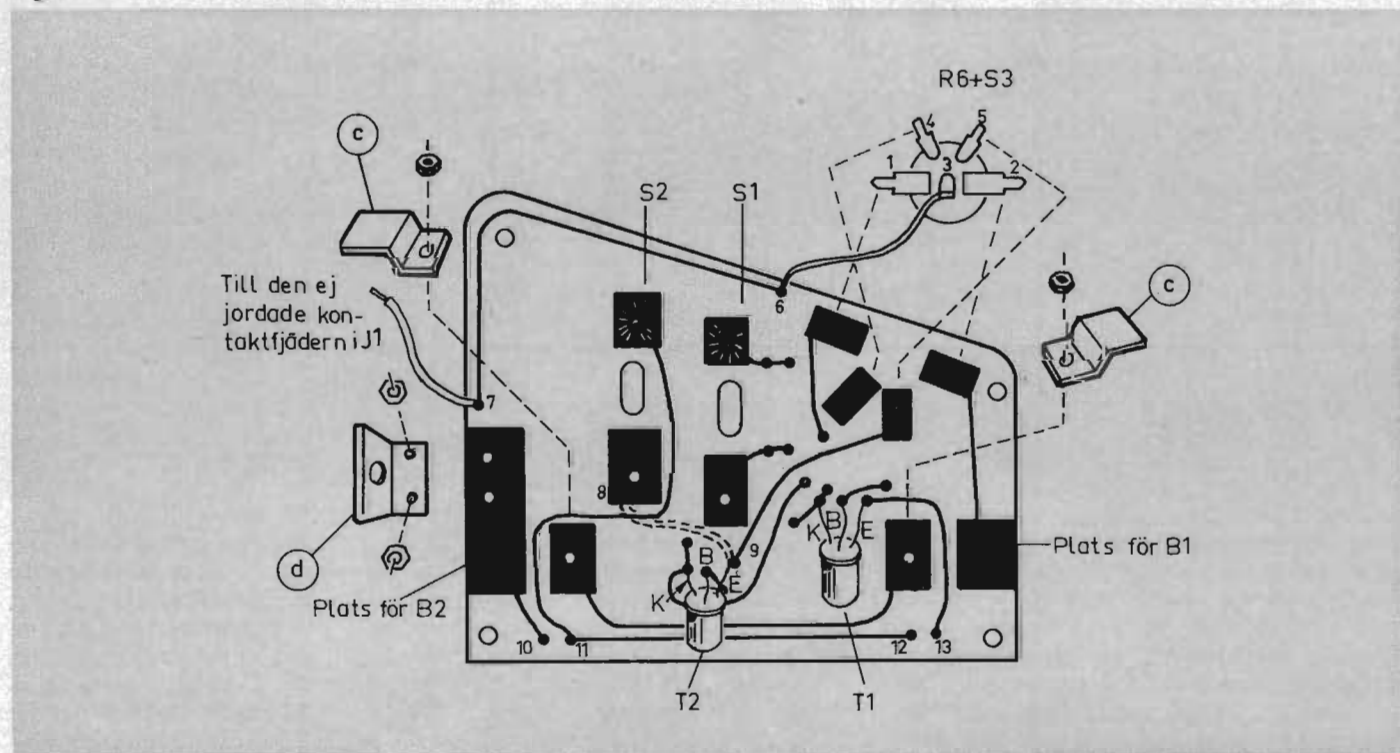 R6+S3
c
4
5
1
3
2
S2
S1
c
Till den ej
jordade kon-
taktfjädern i J1
6
7
8
B
E
K
9
B
E
K
Plats för B1
d
Plats för B2
10
11
12
13
T2
T1